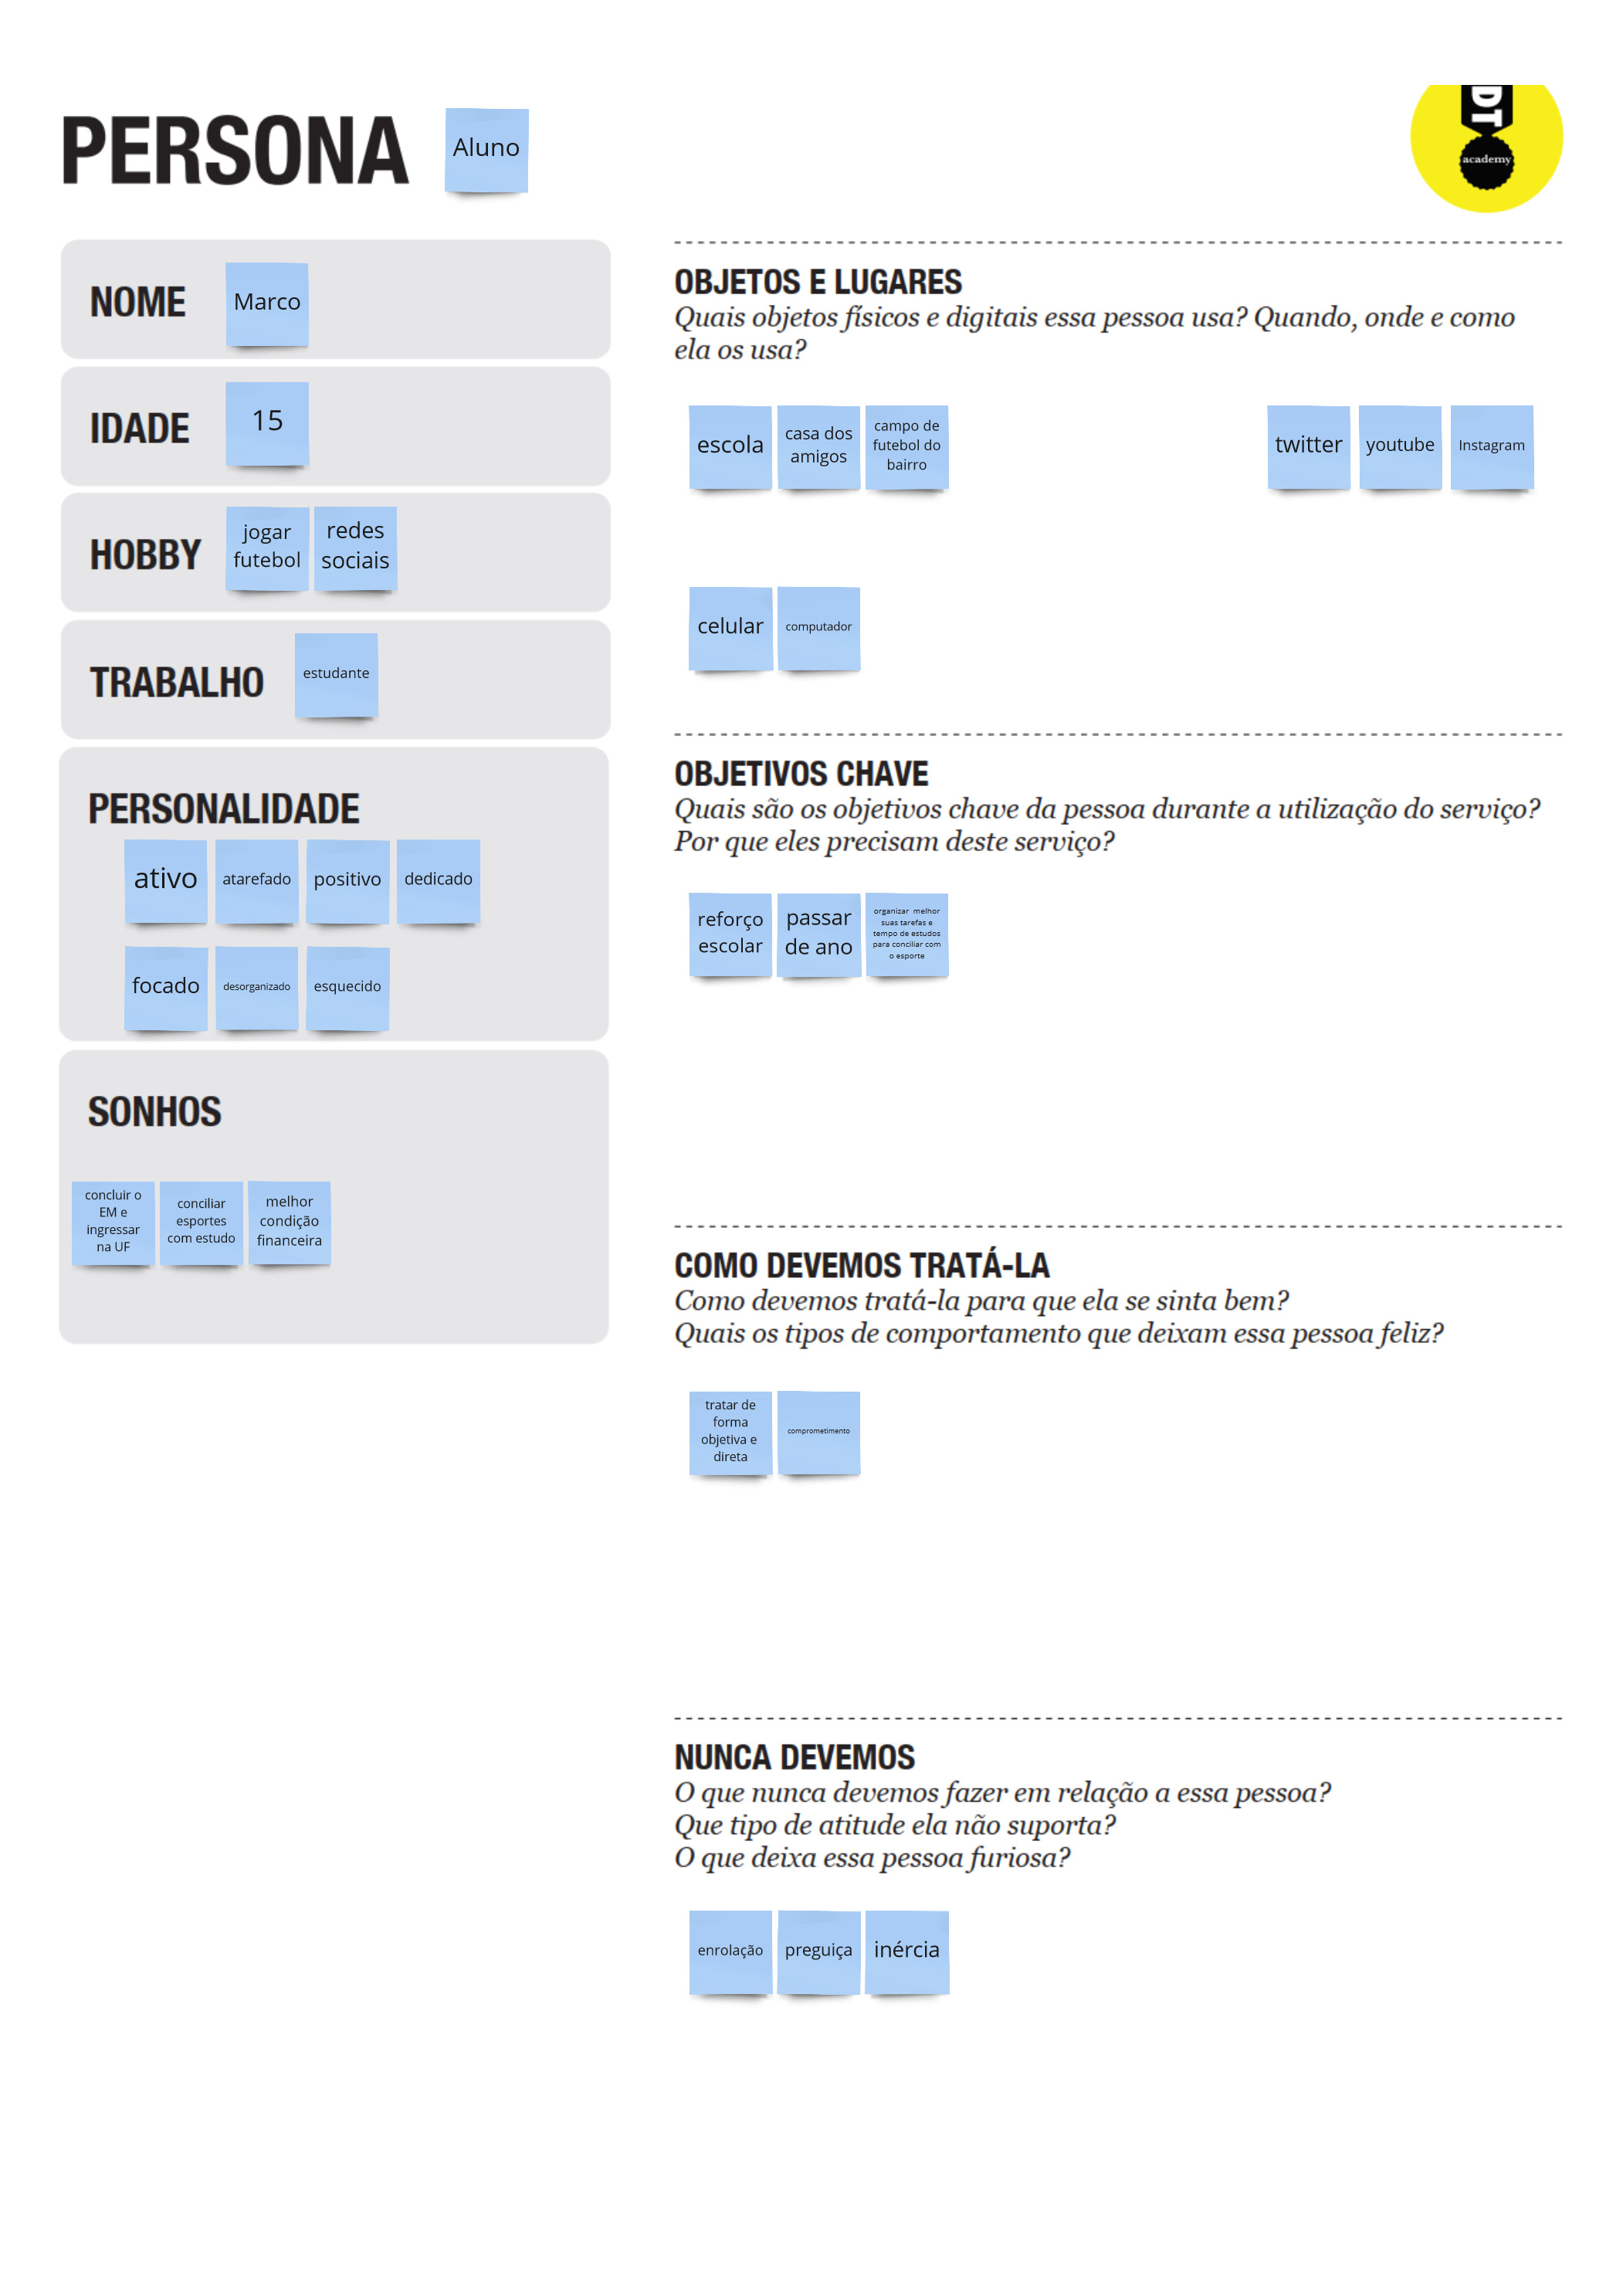 PERSONA
Aluno
DT
academy
NOME
Marco
IDADE
15
HOBBY
jogar
futebol
redes
sociais
TRABALHO
estudante
PERSONALIDADE
ativo
atarefado
positivo
dedicado
focado
desorganizado
esquecido
SONHOS
concluir o
EM e
ingressar
na UF
conciliar
esportes
com estudo
melhor
condição
financeira
OBJETOS E LUGARES
Quais objetos físicos e digitais essa pessoa usa? Quando, onde e como
ela os usa?
escola
casa dos
amigos
campo de
futebol do
bairro
twitter
youtube
Instagram
celular
computador
OBJETIVOS CHAVE
Quais são os objetivos chave da pessoa durante a utilização do serviço?
Por que eles precisam deste serviço?
reforço
escolar
passar
de ano
organizar melhor
suas tarefas e
tempo de estudos
para conciliar com
o esporte
COMO DEVEMOS TRATÁ-LA
Como devemos tratá-la para que ela se sinta bem?
Quais os tipos de comportamento que deixam essa pessoa feliz?
tratar de
forma
objetiva e
direta
comprometimento
NUNCA DEVEMOS
O que nunca devemos fazer em relação a essa pessoa?
Que tipo de atitude ela não suporta?
O que deixa essa pessoa furiosa?
enrolação
preguiça
inércia